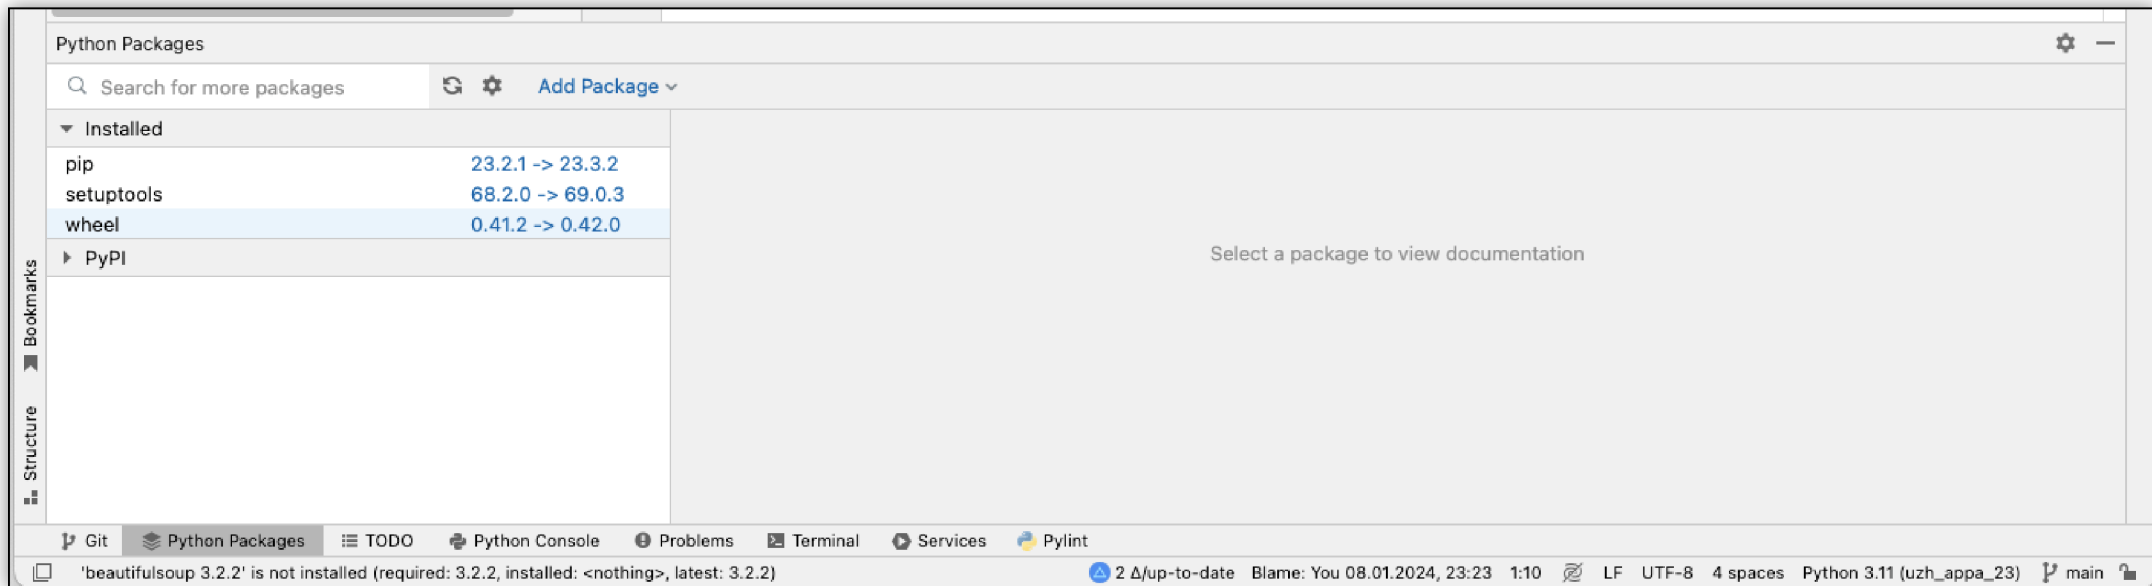 Python Packages
Search for more packages
Add Package
Installed
pip 23.2.1 -> 23.3.2
setuptools 68.2.0 -> 69.0.3
wheel 0.41.2 -> 0.42.0
PyPI
Select a package to view documentation
Bookmarks
Structure
Git Python Packages TODO Python Console Problems Terminal Services Pylint
'beautifulsoup 3.2.2' is not installed (required: 3.2.2, installed: <nothing>, latest: 3.2.2) 2 Δ/up-to-date Blame: You 08.01.2024, 23:23 1:10 LF UTF-8 4 spaces Python 3.11 (uzh_appa_23) main